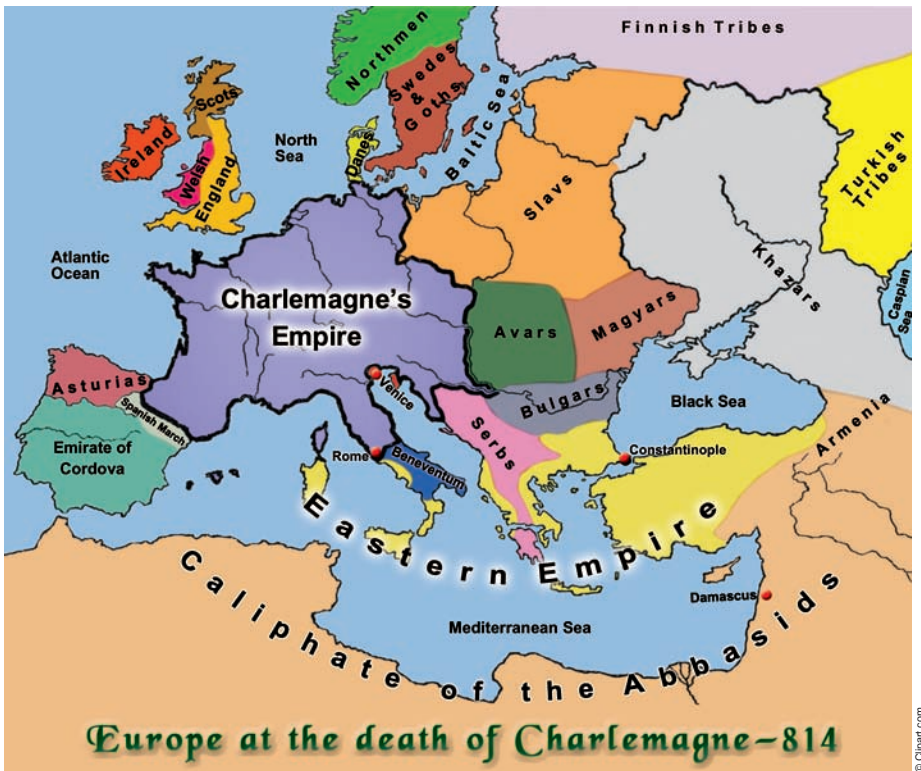 Finnish Tribes
Northmen
Swedes
&
Goths
Scots
North
Sea
Baltic Sea
Danes
Ireland
Welsh
England
Turkish
Tribes
Slavs
Atlantic
Ocean
Khazars
Caspian
Sea
Charlemagne's
Empire
Avars
Magyars
Asturias
Venice
Spanish March
Bulgars
Black Sea
Armenia
Emirate of
Cordova
Rome
Beneventum
Serbs
Constantinople
Eastern Empire
Damascus
Mediterranean Sea
Caliphate of the Abbasids
Europe at the death of Charlemagne–814
© Clipart.com